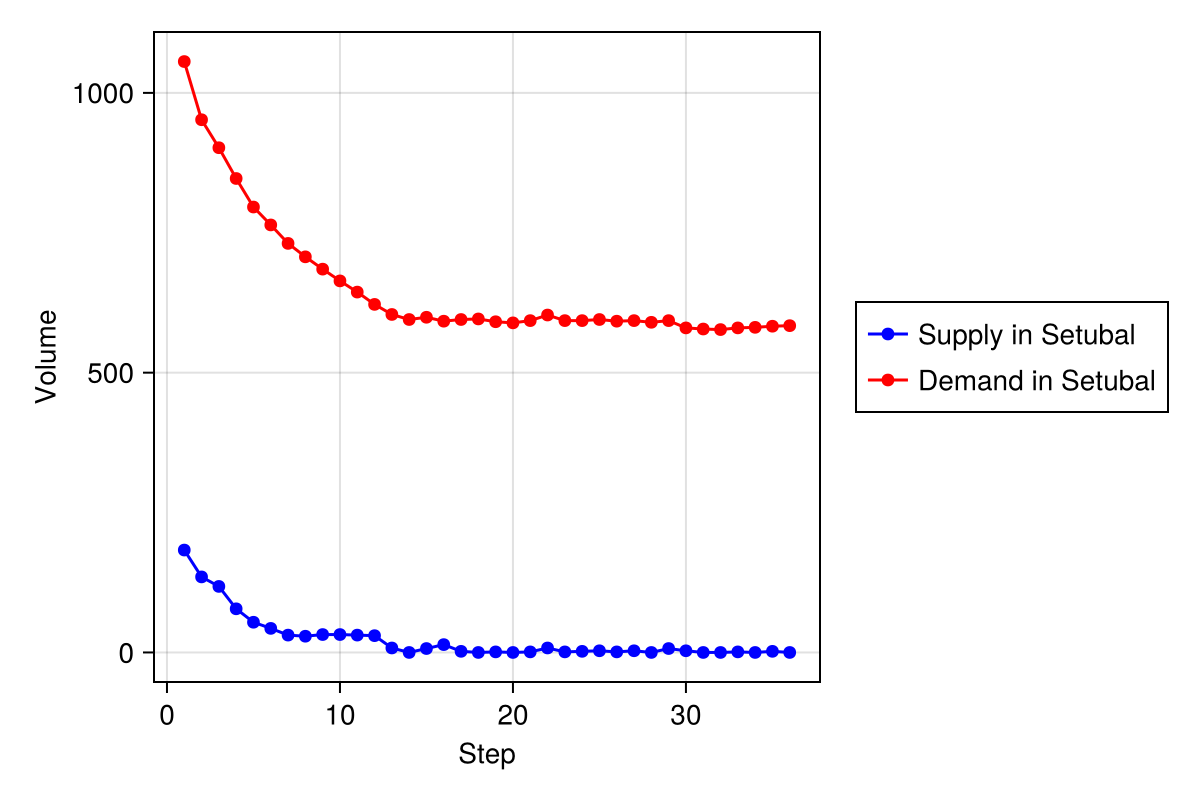 1000
500
0
Volume
0 10 20 30
Step
Supply in Setubal
Demand in Setubal